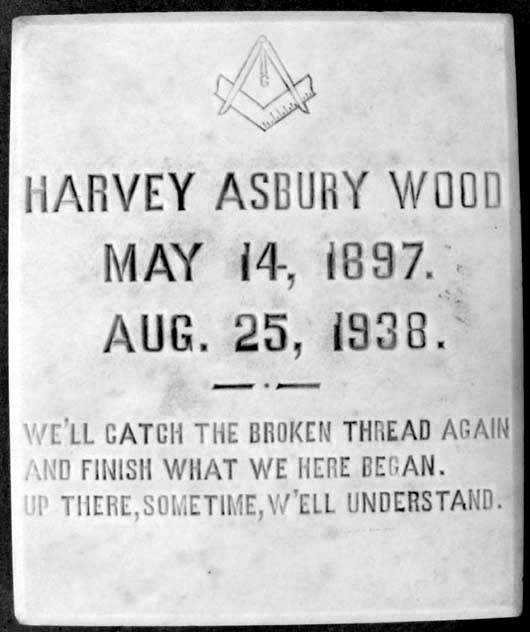 G
HARVEY ASBURY WOOD
MAY 14, 1897.
AUG. 25, 1938.
WE'LL CATCH THE BROKEN THREAD AGAIN
AND FINISH WHAT WE HERE BEGAN.
UP THERE, SOMETIME, W'ELL UNDERSTAND.